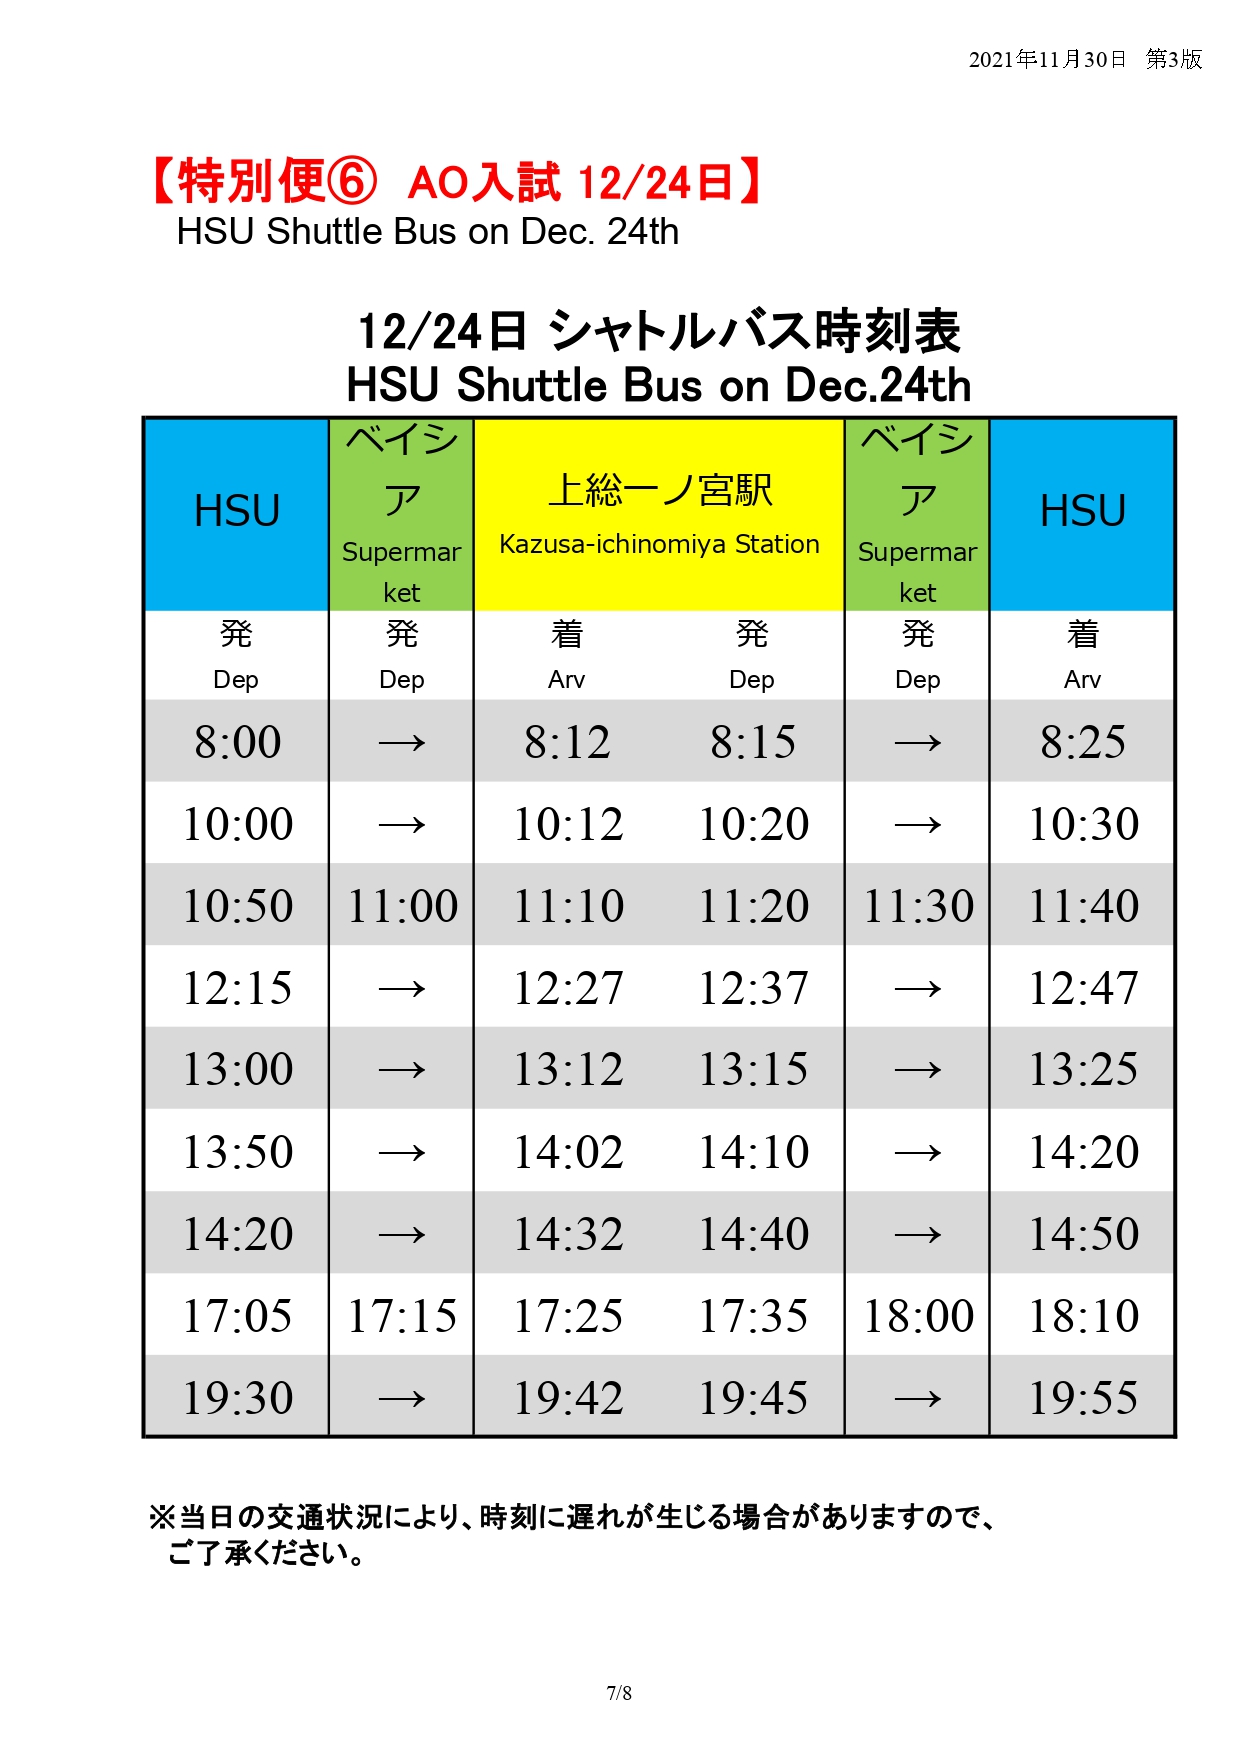 2021年11月30日 第3版
【特別便⑥ AO入試 12/24日】
HSU Shuttle Bus on Dec. 24th
12/24日 シャトルバス時刻表
HSU Shuttle Bus on Dec.24th
HSU
ベイシ
ア
Supermar
ket
上総一ノ宮駅
Kazusa-ichinomiya Station
ベイシ
ア
Supermar
ket
HSU
発 発 着 発 発 着
Dep Dep Arv Dep Dep Arv
8:00 → 8:12 8:15 → 8:25
10:00 → 10:12 10:20 → 10:30
10:50 11:00 11:10 11:20 11:30 11:40
12:15 → 12:27 12:37 → 12:47
13:00 → 13:12 13:15 → 13:25
13:50 → 14:02 14:10 → 14:20
14:20 → 14:32 14:40 → 14:50
17:05 17:15 17:25 17:35 18:00 18:10
19:30 → 19:42 19:45 → 19:55
※当日の交通状況により、時刻に遅れが生じる場合がありますので、
ご了承ください。
7/8